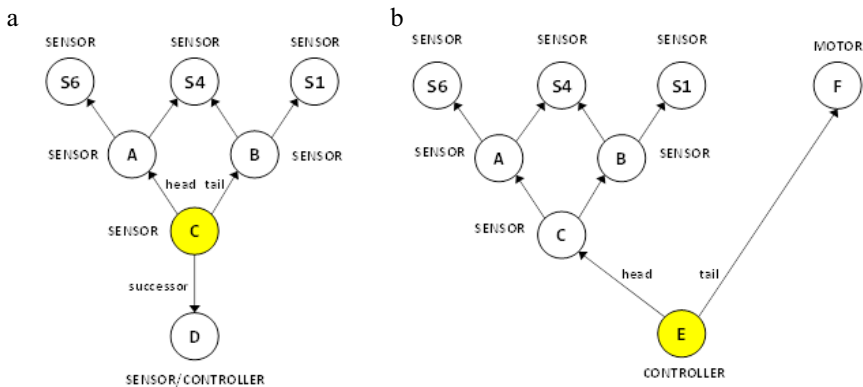 a
b
SENSOR SENSOR SENSOR
SENSOR SENSOR SENSOR
MOTOR
S6 S4 S1
S6 S4 S1
F
SENSOR A B SENSOR
SENSOR A B SENSOR
head tail
SENSOR C
SENSOR C
successor
head tail
D
E
SENSOR/CONTROLLER
CONTROLLER